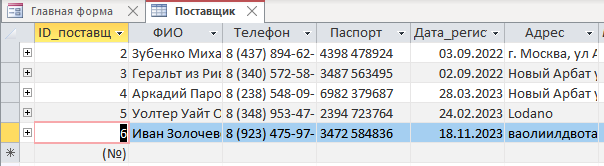 Главная форма Поставщик
ID_поставщ ФИО Телефон Паспорт Дата_регис Адрес
2 Зубенко Миха 8 (437) 894-62- 4398 478924 03.09.2022 г. Москва, ул А
3 Геральт из Рив 8 (340) 572-58- 3487 563495 02.09.2022 Новый Арбат у
4 Аркадий Паро 8 (238) 548-09- 6982 379687 28.03.2023 Новый Арбат у
5 Уолтер Уайт О 8 (348) 953-47- 2394 723764 24.02.2023 Lodano
6 Иван Золочев 8 (923) 475-97- 3472 584836 18.11.2023 ваолиилдвота
(№)